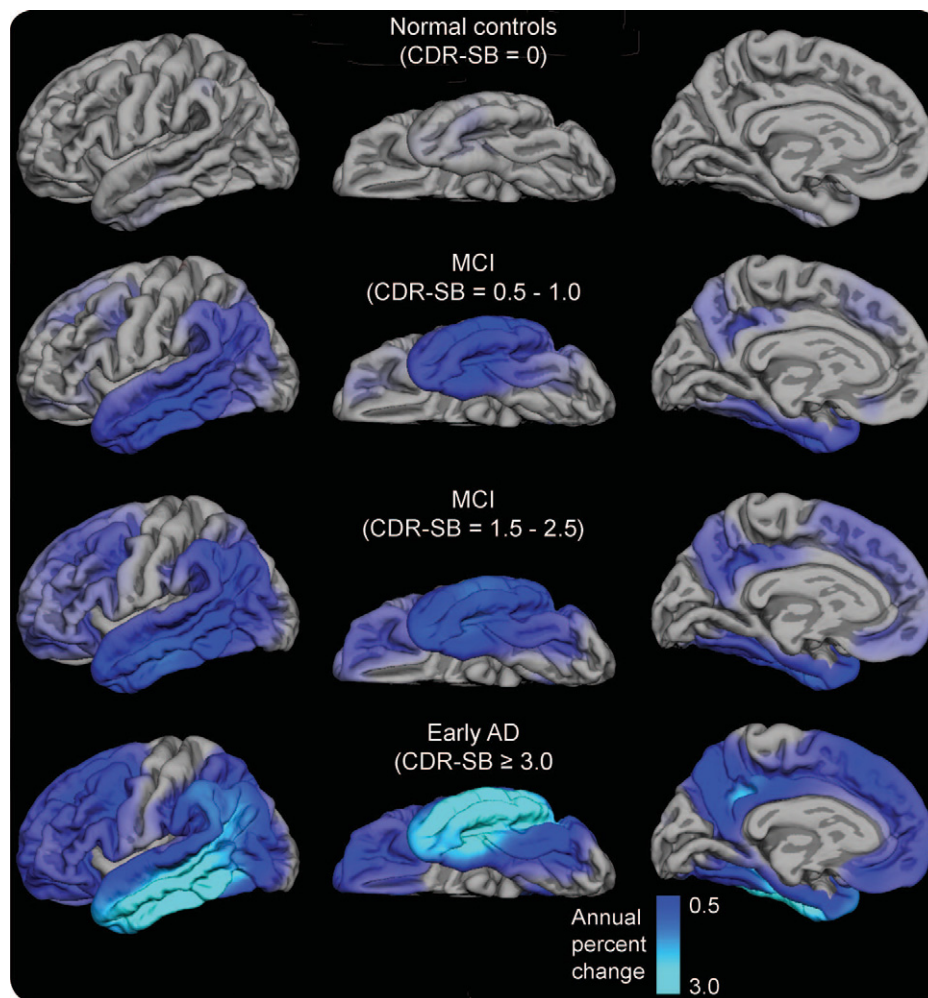 Normal controls
(CDR-SB = 0)
MCI
(CDR-SB = 0.5 - 1.0
MCI
(CDR-SB = 1.5 - 2.5)
Early AD
(CDR-SB ≥ 3.0
Annual
percent
change
0.5
3.0